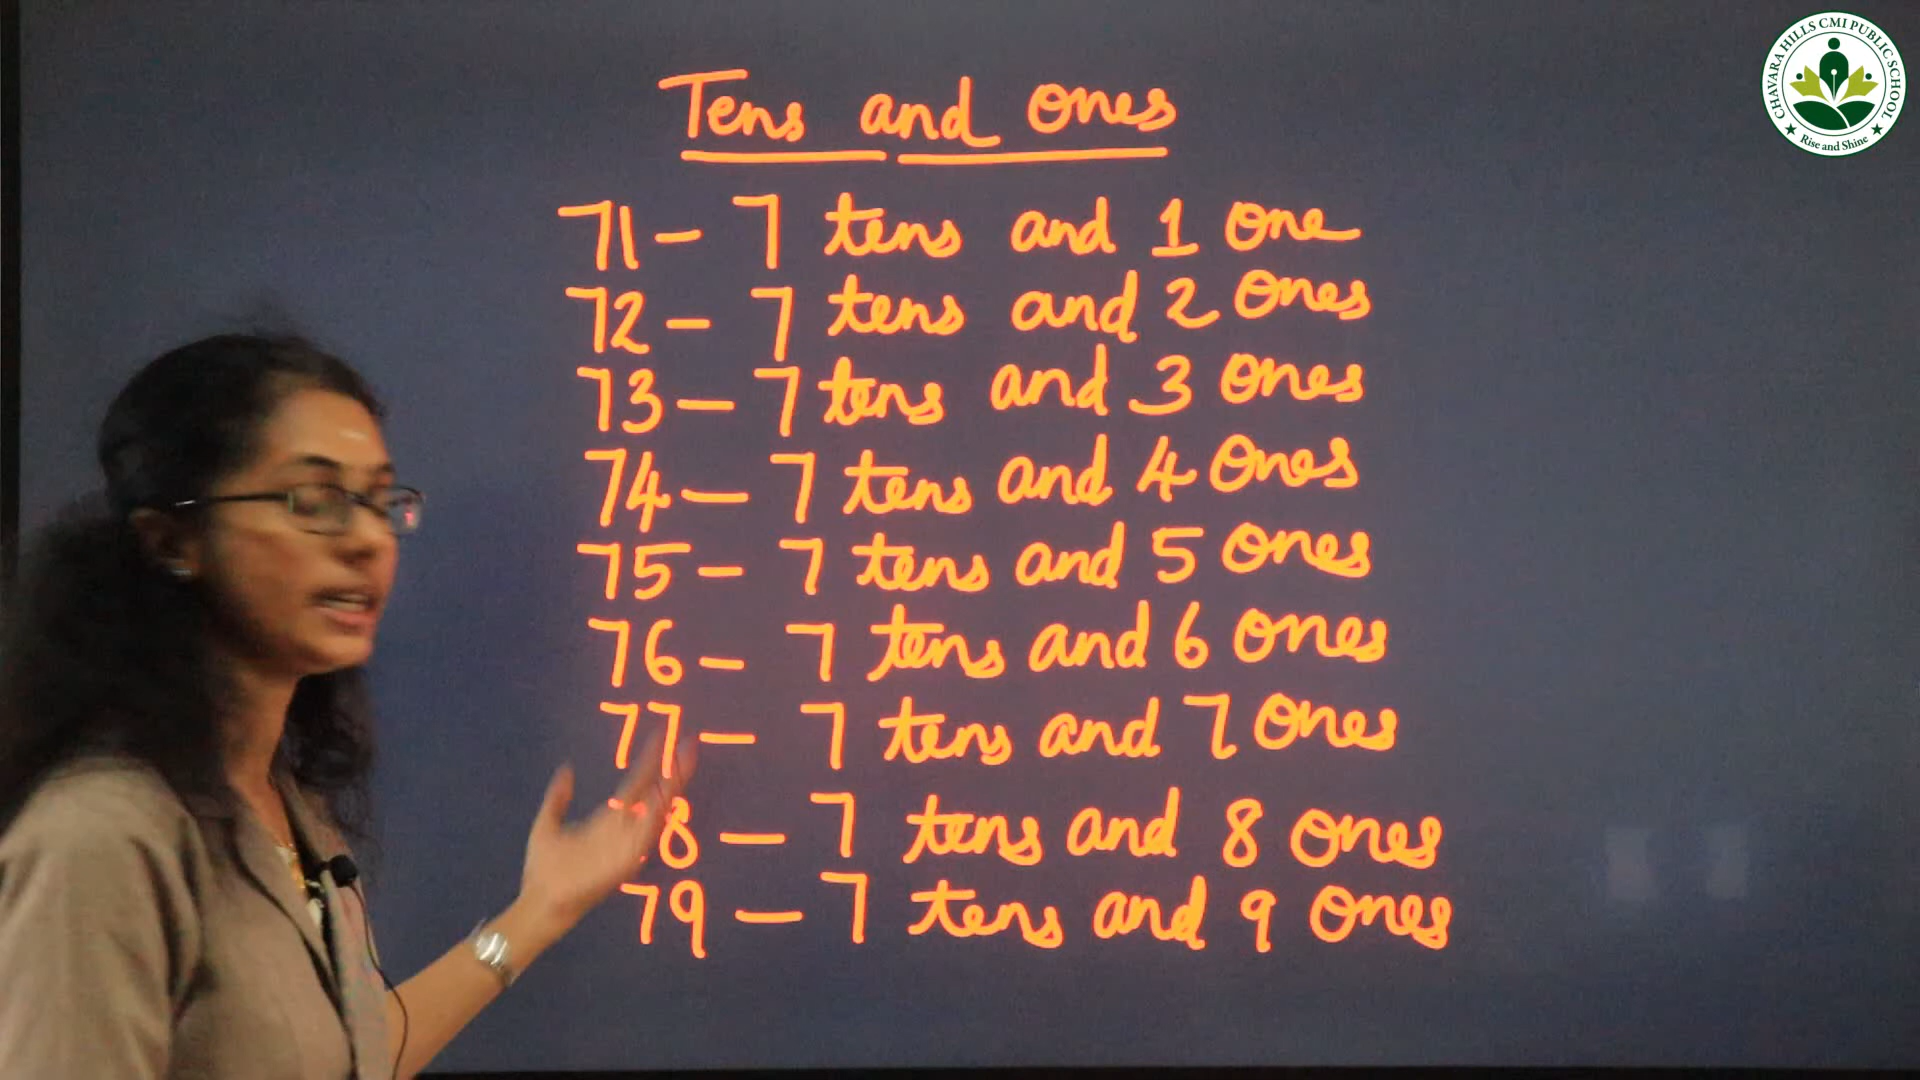 Tens and ones
71 - 7 tens and 1 one
72 - 7 tens and 2 ones
73 - 7 tens and 3 ones
74 - 7 tens and 4 ones
75 - 7 tens and 5 ones
76 - 7 tens and 6 ones
77 - 7 tens and 7 ones
78 - 7 tens and 8 ones
79 - 7 tens and 9 ones
CHAVARA HILLS CMI PUBLIC SCHOOL
Rise and Shine